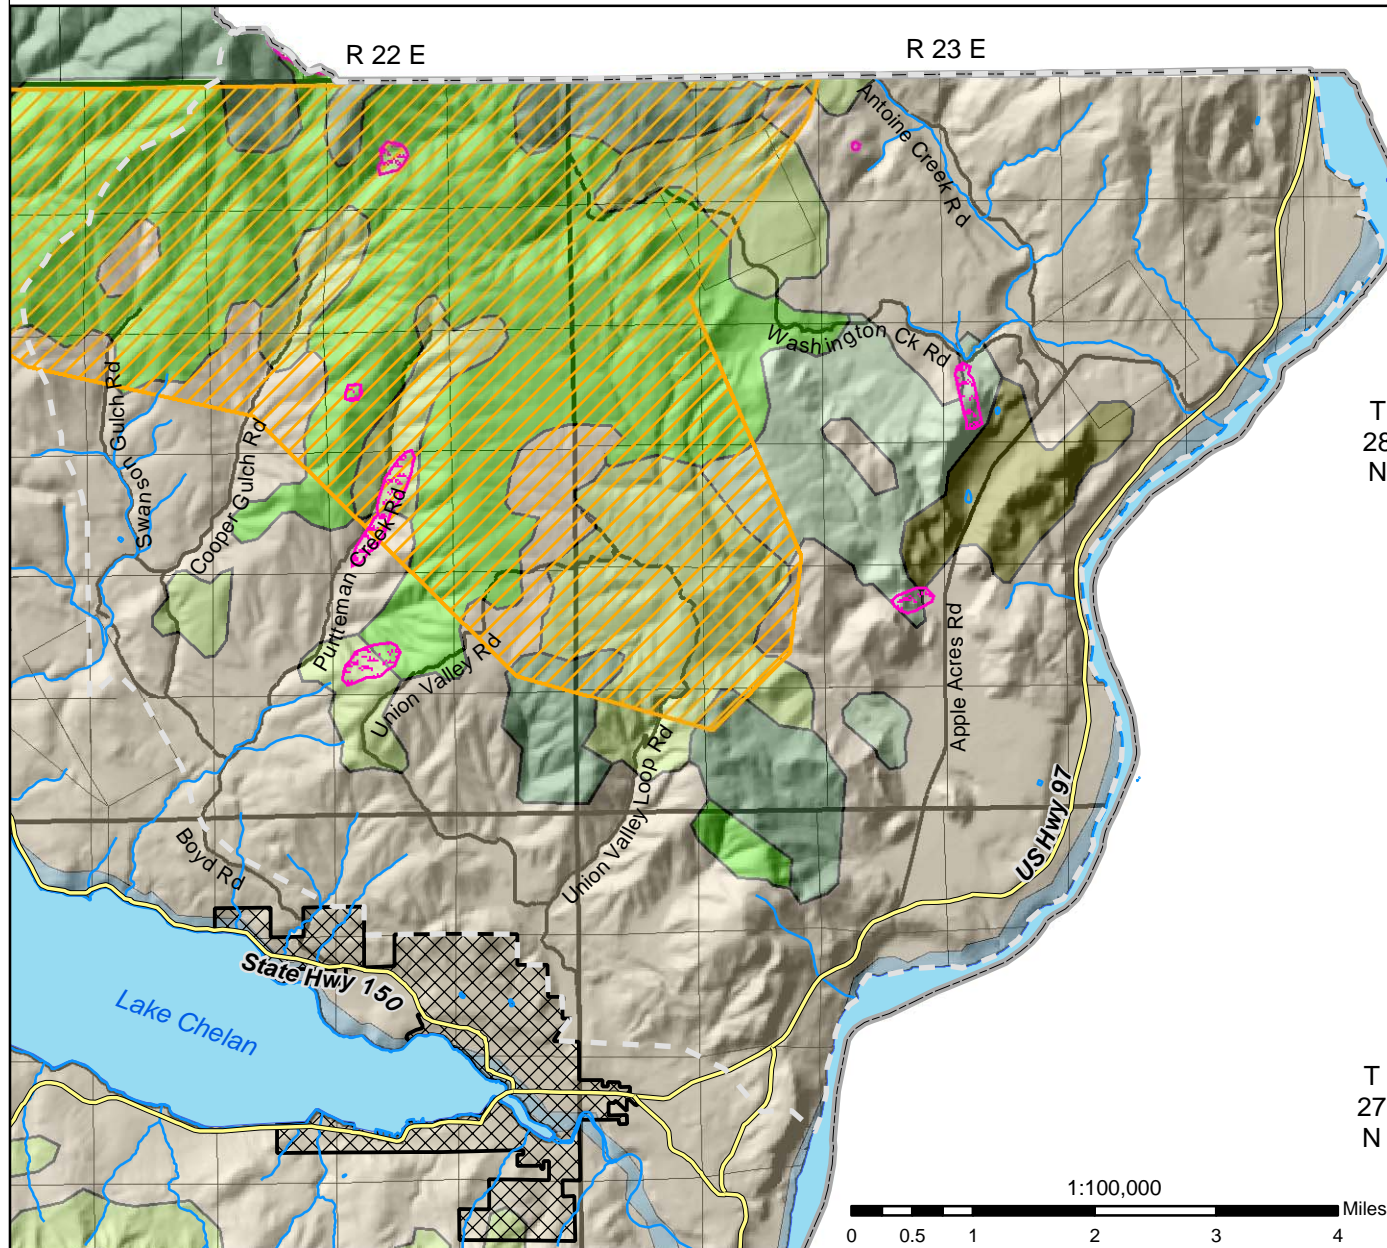 R 22 E
R 23 E
Antoine Creek Rd
Washington Ck Rd
T
28
N
Swanson Gulch Rd
Cooper Gulch Rd
Purtteman Creek Rd
Union Valley Rd
Union Valley Loop Rd
Apple Acres Rd
US Hwy 97
Boyd Rd
State Hwy 150
Lake Chelan
T
27
N
1:100,000
Miles
0 0.5 1 2 3 4